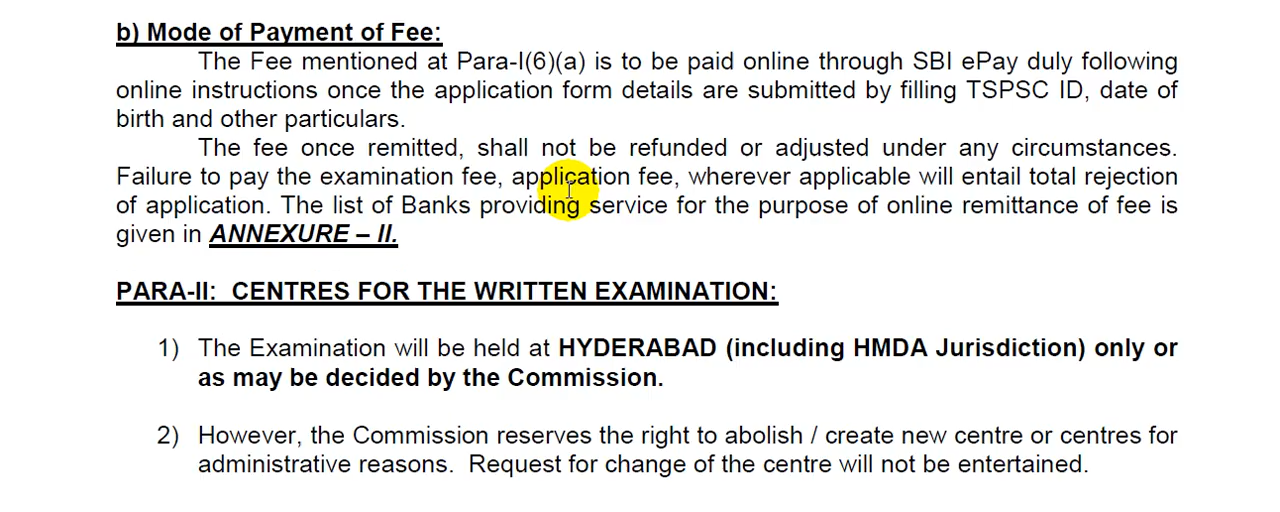 b) Mode of Payment of Fee:
The Fee mentioned at Para-I(6)(a) is to be paid online through SBI ePay duly following
online instructions once the application form details are submitted by filling TSPSC ID, date of
birth and other particulars.
The fee once remitted, shall not be refunded or adjusted under any circumstances.
Failure to pay the examination fee, application fee, wherever applicable will entail total rejection
of application. The list of Banks providing service for the purpose of online remittance of fee is
given in ANNEXURE – II.
PARA-II: CENTRES FOR THE WRITTEN EXAMINATION:
1) The Examination will be held at HYDERABAD (including HMDA Jurisdiction) only or
as may be decided by the Commission.
2) However, the Commission reserves the right to abolish / create new centre or centres for
administrative reasons. Request for change of the centre will not be entertained.